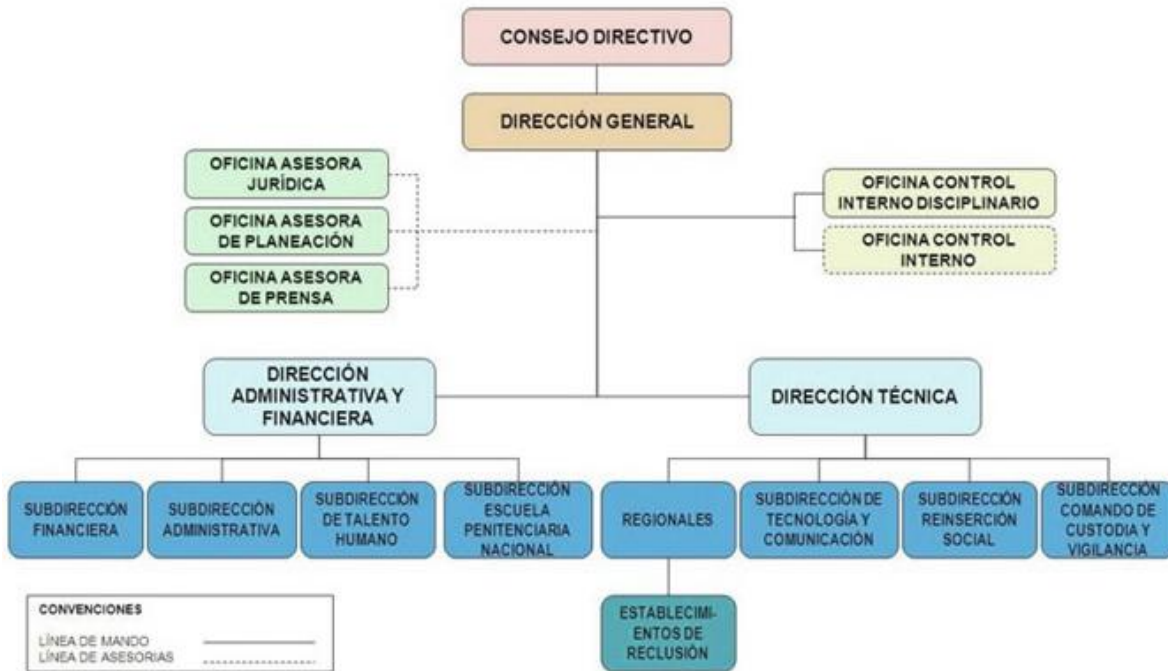 CONSEJO DIRECTIVO
DIRECCIÓN GENERAL
OFICINA ASESORA
JURÍDICA
OFICINA ASESORA
DE PLANEACIÓN
OFICINA ASESORA
DE PRENSA
OFICINA CONTROL
INTERNO DISCIPLINARIO
OFICINA CONTROL
INTERNO
DIRECCIÓN
ADMINISTRATIVA Y
FINANCIERA
DIRECCIÓN TÉCNICA
SUBDIRECCIÓN
FINANCIERA
SUBDIRECCIÓN
ADMINISTRATIVA
SUBDIRECCIÓN
DE TALENTO
HUMANO
SUBDIRECCIÓN
ESCUELA
PENITENCIARIA
NACIONAL
REGIONALES
SUBDIRECCIÓN DE
TECNOLOGÍA Y
COMUNICACIÓN
SUBDIRECCIÓN
REINSERCIÓN
SOCIAL
SUBDIRECCIÓN
COMANDO DE
CUSTODIA Y
VIGILANCIA
ESTABLECIMI-
ENTOS DE
RECLUSIÓN
CONVENCIONES
LÍNEA DE MANDO
LÍNEA DE ASESORIAS